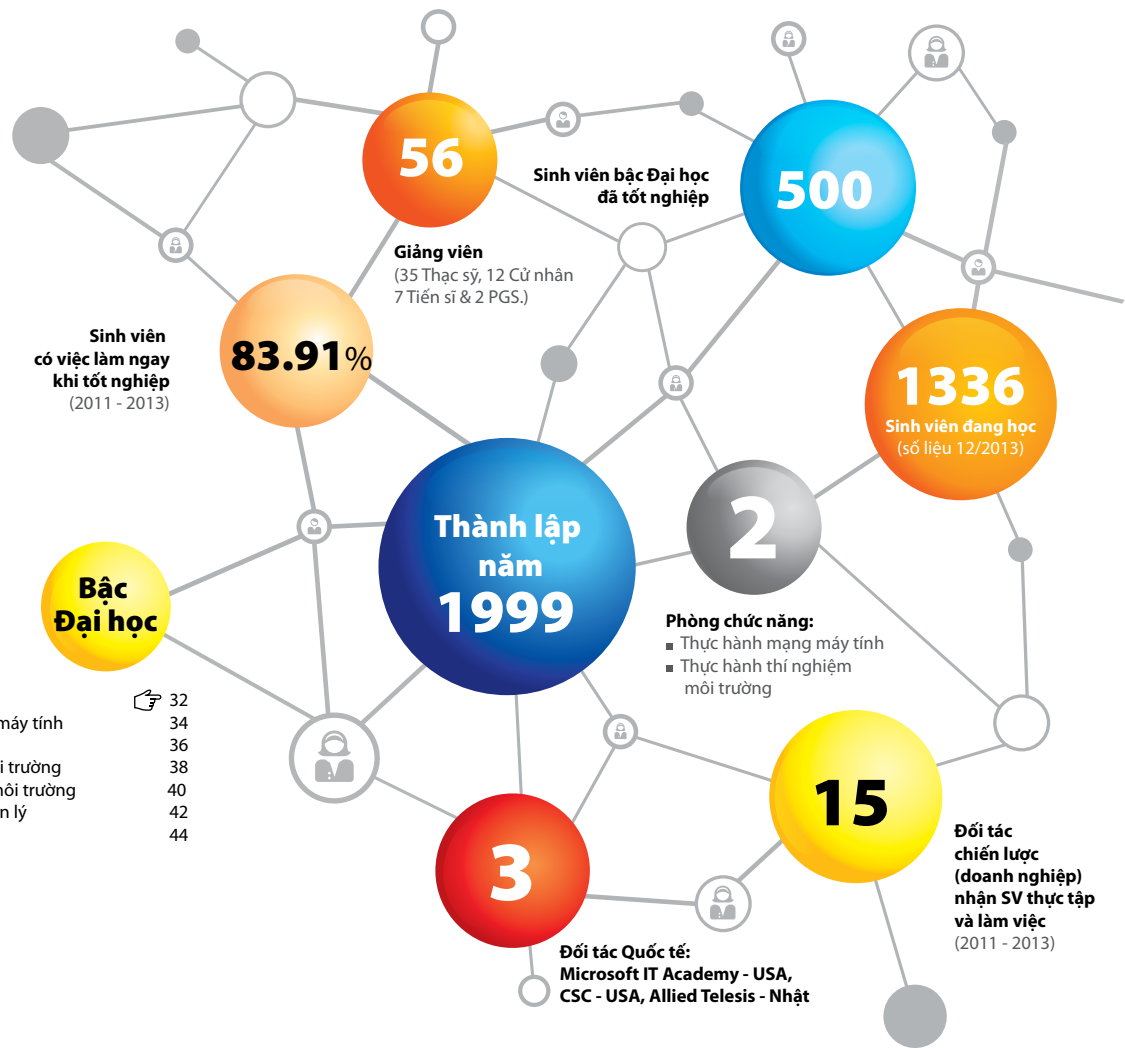 56
Giảng viên
(35 Thạc sỹ, 12 Cử nhân
7 Tiến sĩ & 2 PGS.)
Sinh viên bậc Đại học
đã tốt nghiệp
500
Sinh viên
có việc làm ngay
khi tốt nghiệp
(2011 - 2013)
83.91%
1336
Sinh viên đang học
(số liệu 12/2013)
Thành lập
năm
1999
2
Phòng chức năng:
Thực hành mạng máy tính
Thực hành thí nghiệm
môi trường
Bậc
Đại học
32
máy tính 34
36
i trường 38
nôi trường 40
n lý 42
44
3
Đối tác Quốc tế:
Microsoft IT Academy - USA,
CSC - USA, Allied Telesis - Nhật
15
Đối tác
chiến lược
(doanh nghiệp)
nhận SV thực tập
và làm việc
(2011 - 2013)